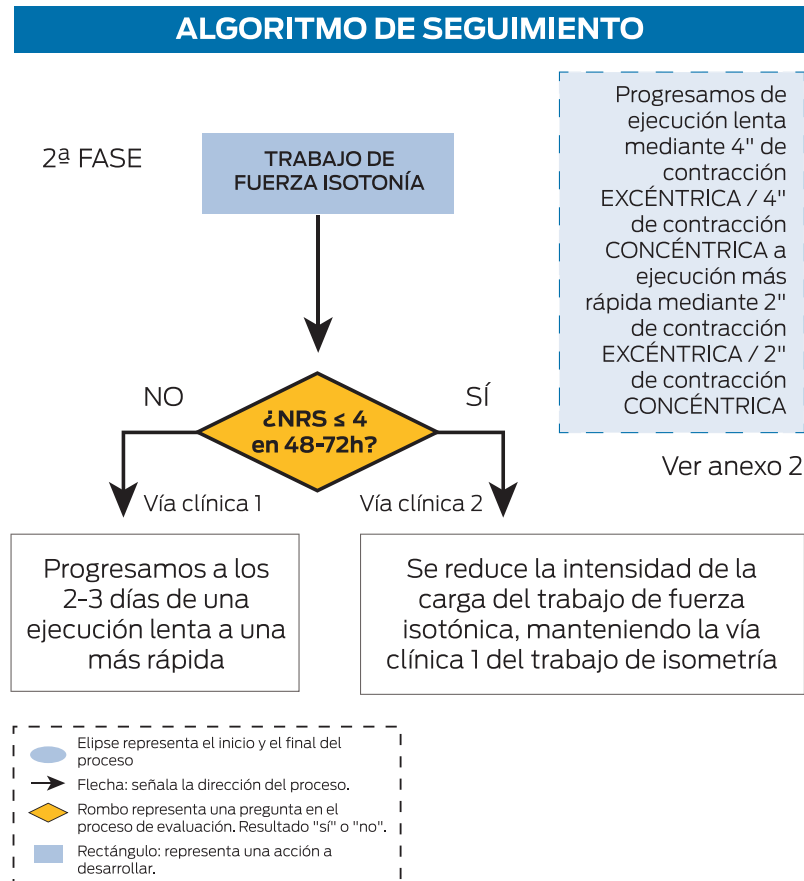 ALGORITMO DE SEGUIMIENTO
2ª FASE
TRABAJO DE
FUERZA ISOTONÍA
Progresamos de
ejecución lenta
mediante 4" de
contracción
EXCÉNTRICA / 4"
de contracción
CONCÉNTRICA a
ejecución más
rápida mediante 2"
de contracción
EXCÉNTRICA / 2"
de contracción
CONCÉNTRICA
Ver anexo 2
NO
¿NRS ≤ 4
en 48-72h?
SÍ
Vía clínica 1
Vía clínica 2
Progresamos a los
2-3 días de una
ejecución lenta a una
más rápida
Se reduce la intensidad de la
carga del trabajo de fuerza
isotónica, manteniendo la vía
clínica 1 del trabajo de isometría
Elipse representa el inicio y el final del
proceso
Flecha: señala la dirección del proceso.
Rombo representa una pregunta en el
proceso de evaluación. Resultado "sí" o "no".
Rectángulo: representa una acción a
desarrollar.